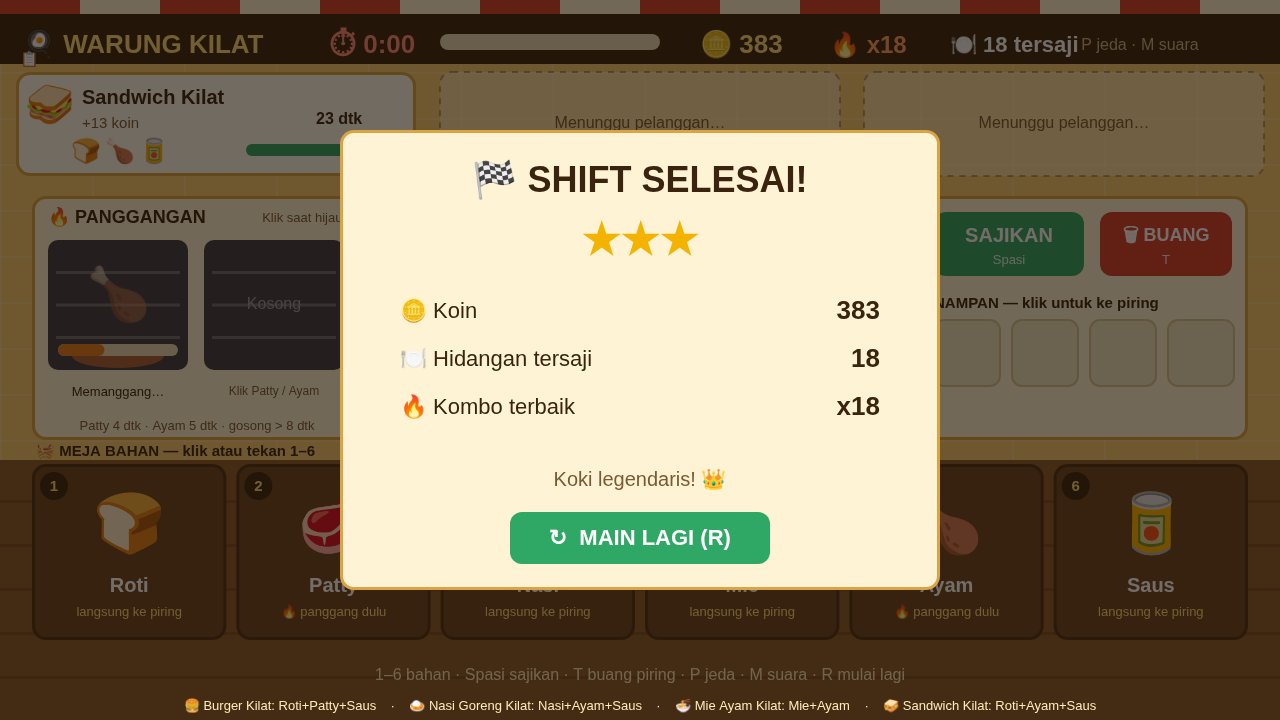 WARUNG KILAT
0:00
383
x18
18 tersaji
P jeda · M suara
Sandwich Kilat
+13 koin
23 dtk
Menunggu pelanggan…
Menunggu pelanggan…
SHIFT SELESAI!
★★★
Koin 383
Hidangan tersaji 18
Kombo terbaik x18
Koki legendaris!
↻ MAIN LAGI (R)
PANGGANGAN
Klik saat hijau
Kosong
Memanggang…
Klik Patty / Ayam
Patty 4 dtk · Ayam 5 dtk · gosong > 8 dtk
SAJIKAN
Spasi
BUANG
T
NAMPAN — klik untuk ke piring
MEJA BAHAN — klik atau tekan 1–6
1
Roti
langsung ke piring
2
Patty
panggang dulu
langsung ke piring
langsung ke piring
Ayam
panggang dulu
6
Saus
langsung ke piring
1–6 bahan · Spasi sajikan · T buang piring · P jeda · M suara · R mulai lagi
Burger Kilat: Roti+Patty+Saus · Nasi Goreng Kilat: Nasi+Ayam+Saus · Mie Ayam Kilat: Mie+Ayam · Sandwich Kilat: Roti+Ayam+Saus